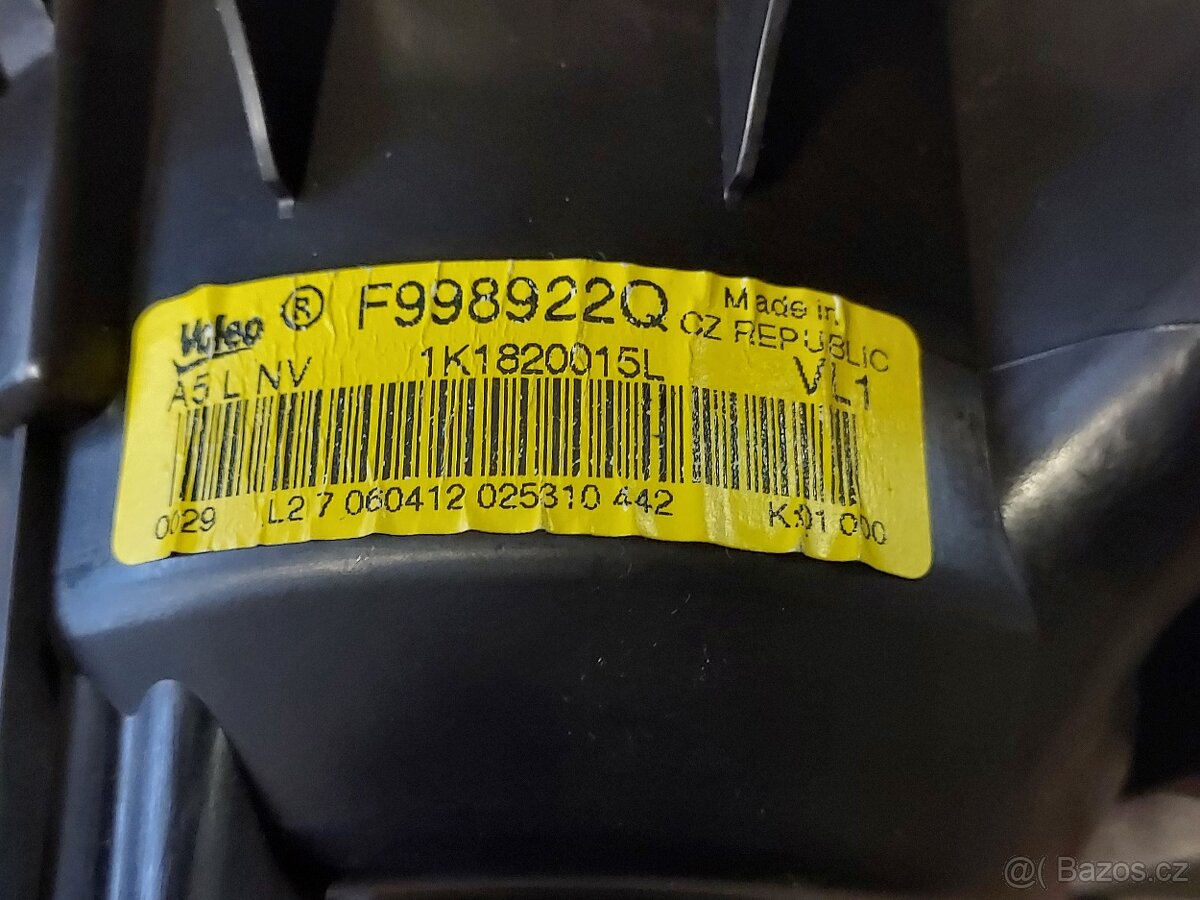 Valeo ® F998922Q Made in
CZ REPUBLIC
A5 L NV 1K1820015L VL1
0029 L2 7 060412 025310 442 K01 000
@( Bazos.cz